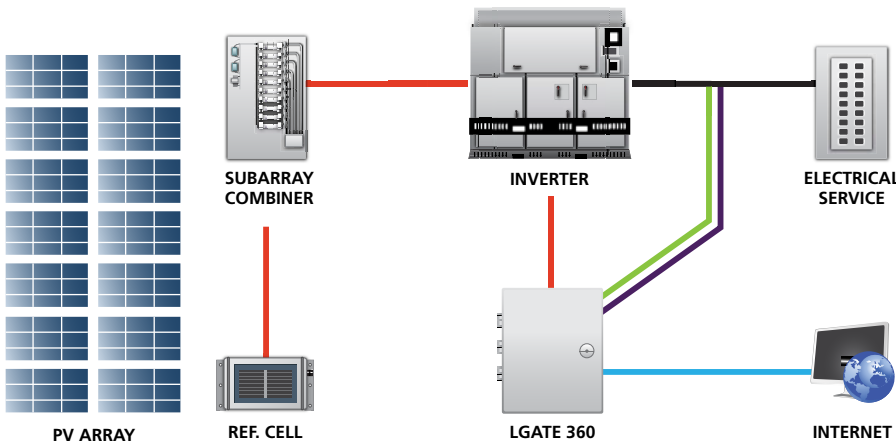 SUBARRAY
COMBINER
INVERTER
ELECTRICAL
SERVICE
PV ARRAY
REF. CELL
LGATE 360
INTERNET